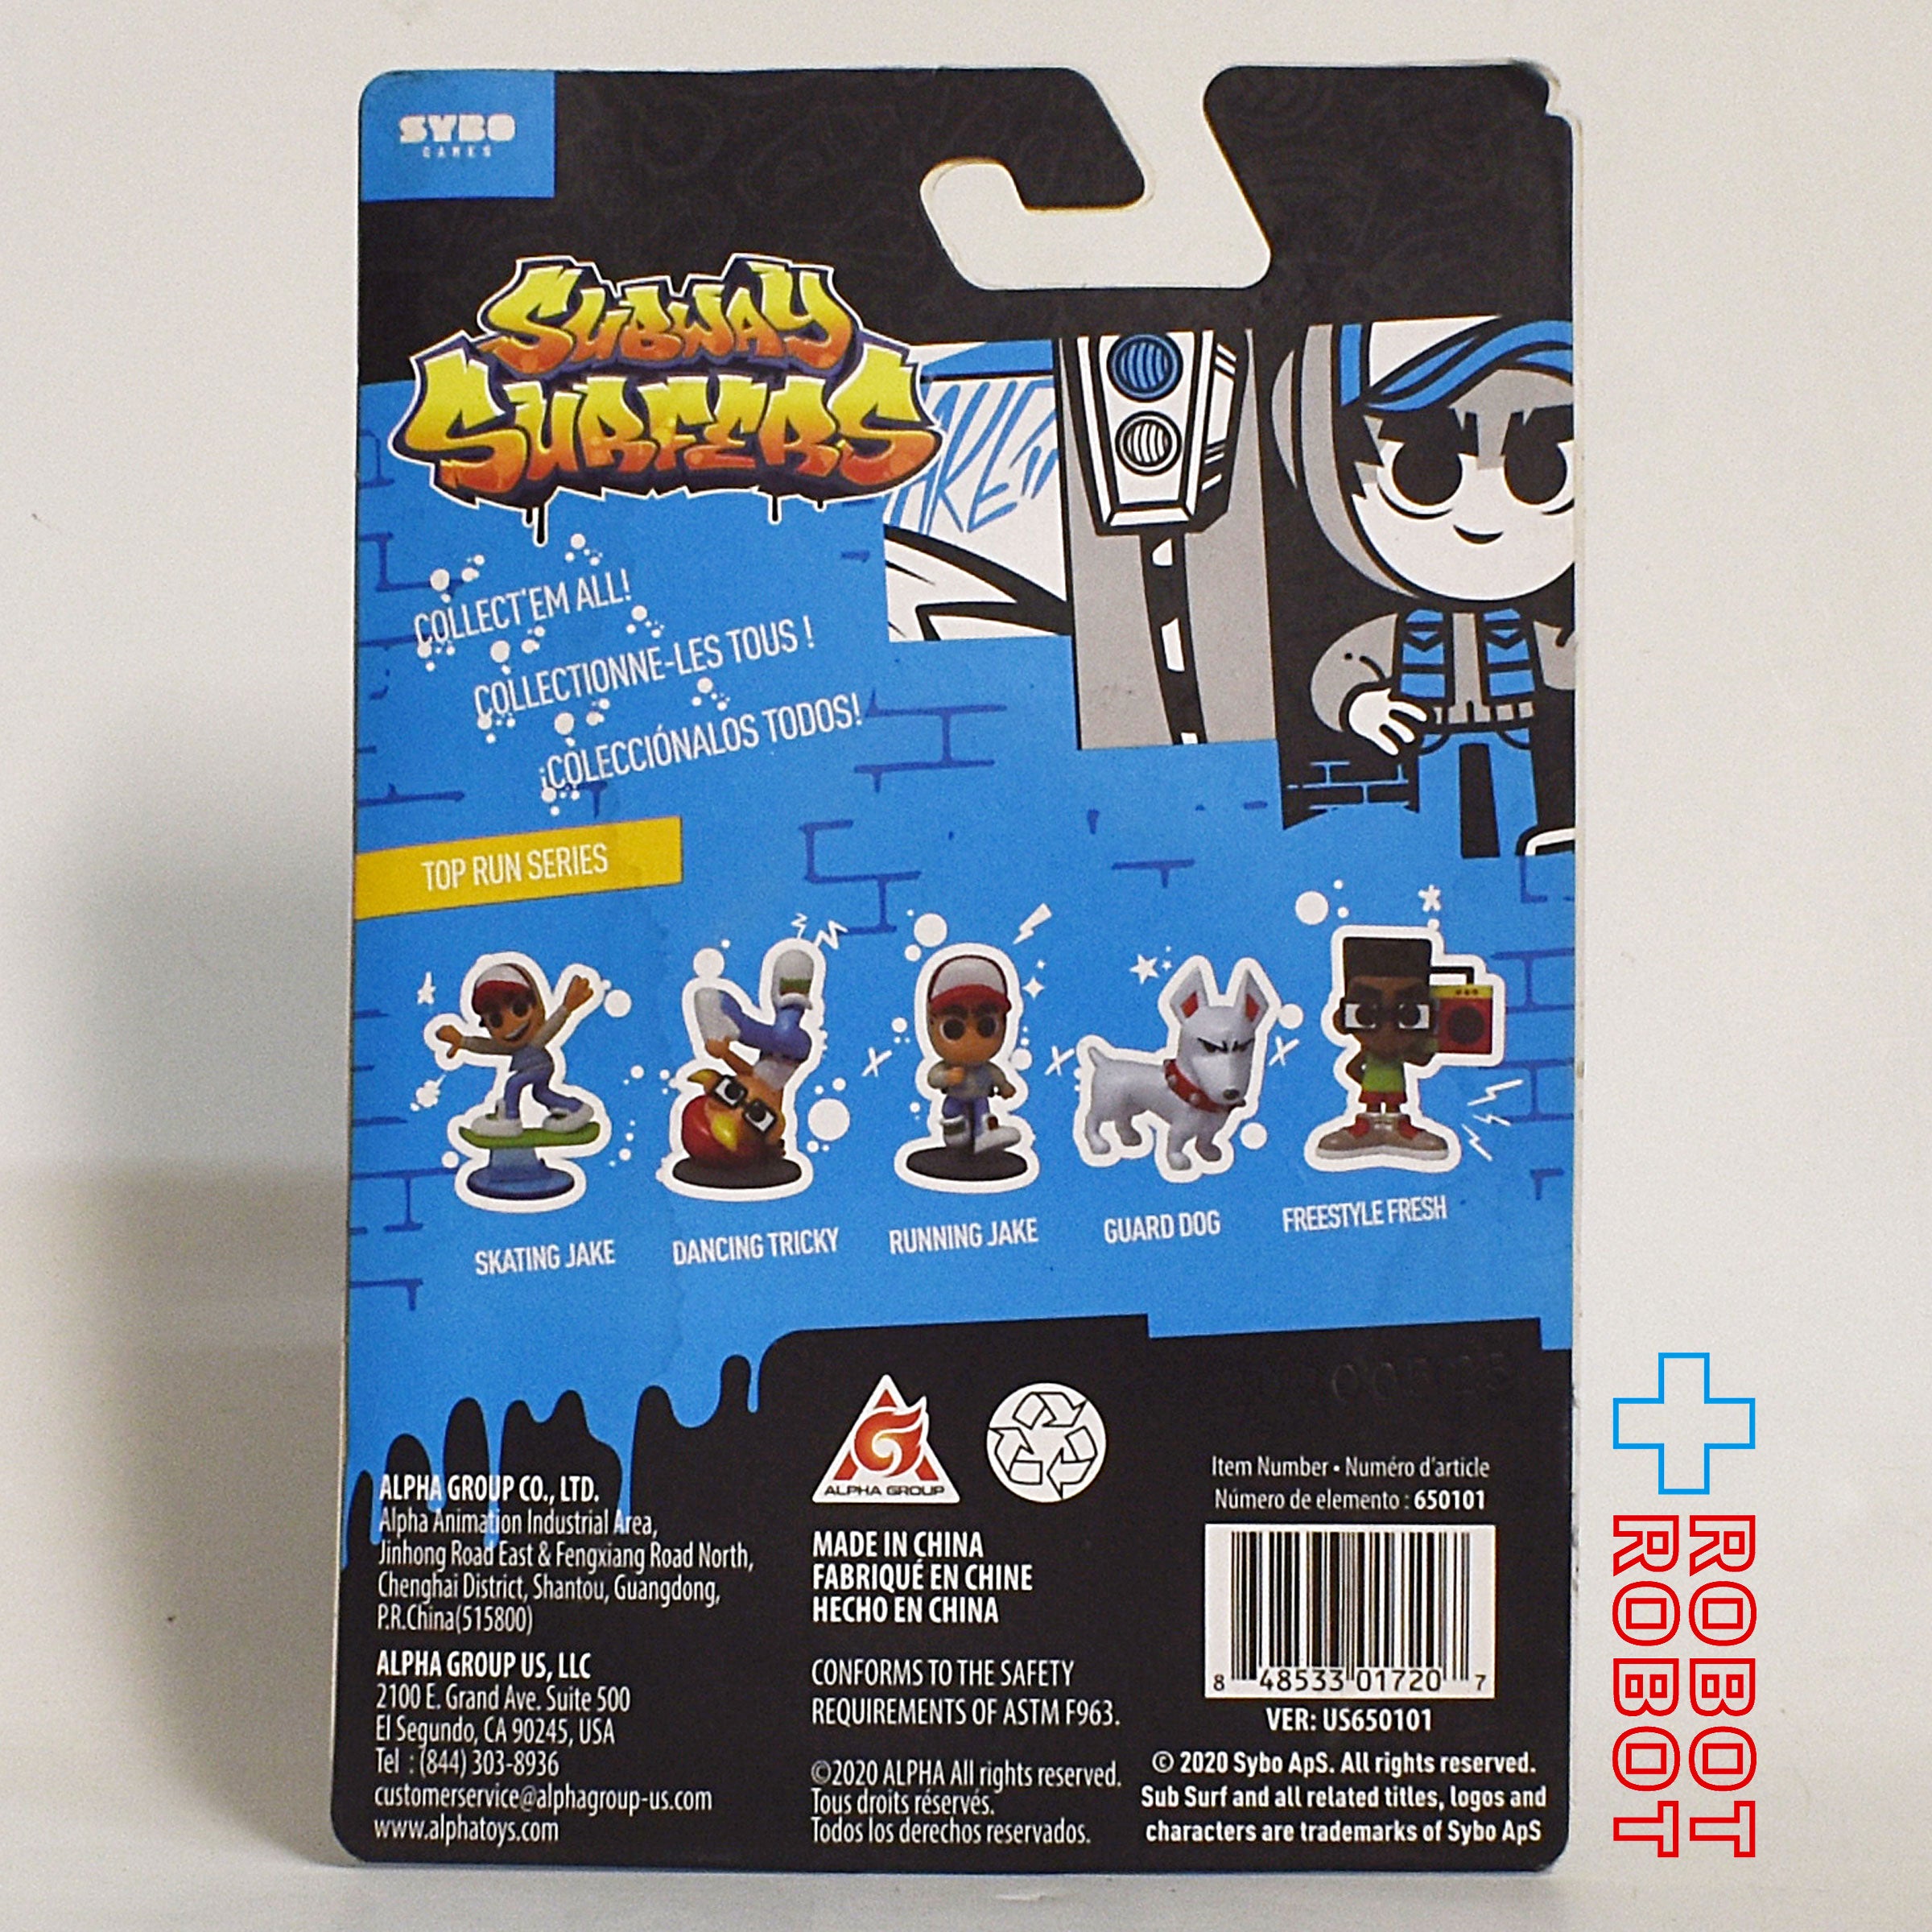 SYBO
GAMES
SUBWAY
SURFERS
AKE
COLLECT'EM ALL!
COLLECTIONNE-LES TOUS !
¡COLECCIÓNALOS TODOS!
TOP RUN SERIES
SKATING JAKE
DANCING TRICKY
RUNNING JAKE
GUARD DOG
FREESTYLE FRESH
ALPHA GROUP CO., LTD.
Alpha Animation Industrial Area,
Jinhong Road East & Fengxiang Road North,
Chenghai District, Shantou, Guangdong,
P.R.China(515800)
ALPHA GROUP US, LLC
2100 E. Grand Ave. Suite 500
El Segundo, CA 90245, USA
Tel : (844) 303-8936
customerservice@alphagroup-us.com
www.alphatoys.com
ALPHA GROUP
MADE IN CHINA
FABRIQUÉ EN CHINE
HECHO EN CHINA
CONFORMS TO THE SAFETY
REQUIREMENTS OF ASTM F963.
©2020 ALPHA All rights reserved.
Tous droits réservés.
Todos los derechos reservados.
Item Number • Numéro d'article
Número de elemento : 650101
8 48533 01720 7
VER: US650101
© 2020 Sybo ApS. All rights reserved.
Sub Surf and all related titles, logos and
characters are trademarks of Sybo ApS
ROBOT
ROBOT